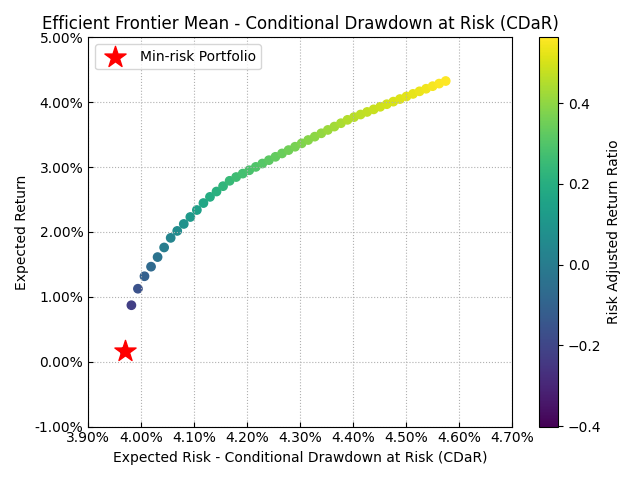 Efficient Frontier Mean - Conditional Drawdown at Risk (CDaR)
Min-risk Portfolio
Expected Return
5.00%
4.00%
3.00%
2.00%
1.00%
0.00%
-1.00%
3.90% 4.00% 4.10% 4.20% 4.30% 4.40% 4.50% 4.60% 4.70%
Expected Risk - Conditional Drawdown at Risk (CDaR)
0.4
0.2
0.0
−0.2
−0.4
Risk Adjusted Return Ratio